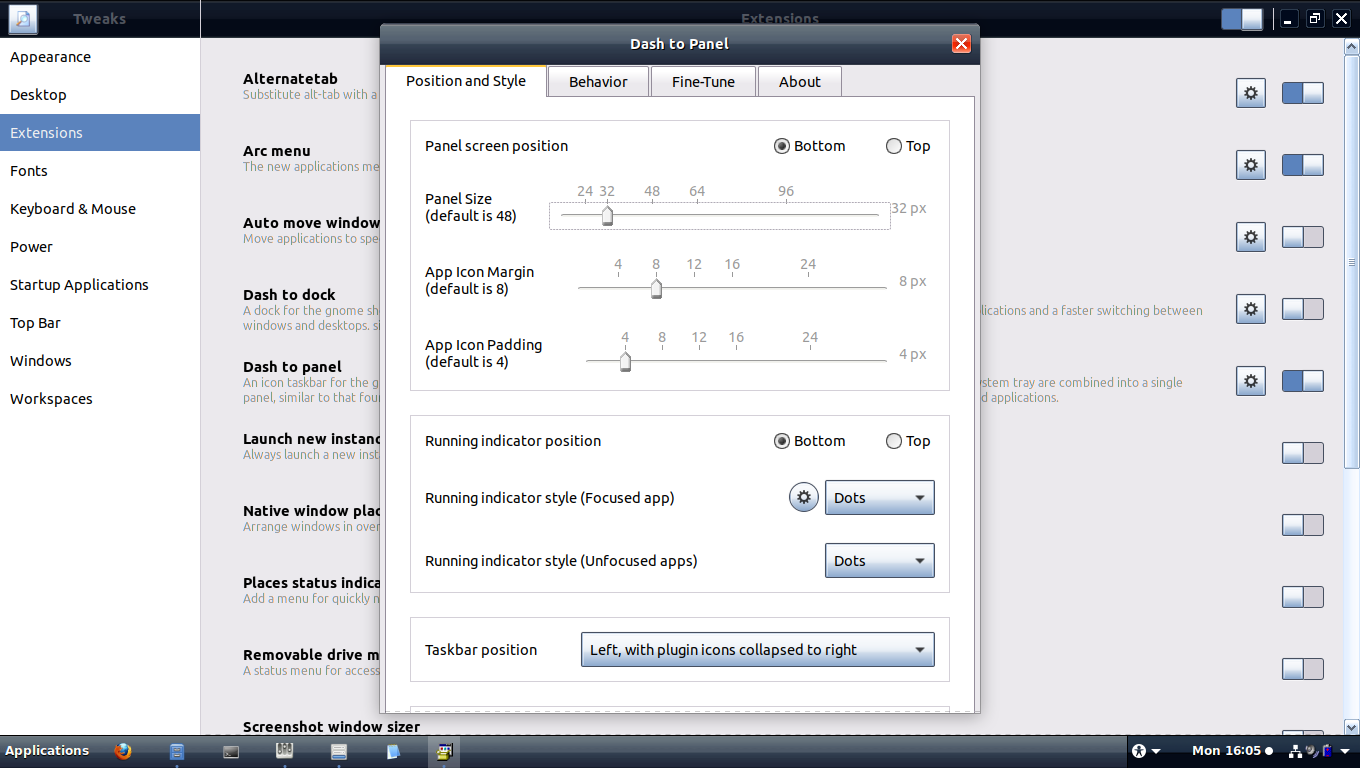 Tweaks
Extensions
Dash to Panel
Appearance
Desktop
Extensions
Fonts
Keyboard & Mouse
Power
Startup Applications
Top Bar
Windows
Workspaces
Alternatetab
Substitute alt-tab with a
Arc menu
The new applications me
Auto move window
Move applications to spe
Dash to dock
A dock for the gnome sh
lications and a faster switching between
windows and desktops. si
Dash to panel
An icon taskbar for the g
stem tray are combined into a single
panel, similar to that four
d applications.
Launch new instanc
Always launch a new inst
Native window plac
Arrange windows in over
Places status indica
Add a menu for quickly n
Removable drive m
A status menu for access
Screenshot window sizer
Position and Style
Behavior
Fine-Tune
About
Panel screen position
Bottom
Top
24 32 48 64 96
Panel Size
(default is 48)
32 px
4 8 12 16 24
App Icon Margin
(default is 8)
8 px
4 8 12 16 24
App Icon Padding
(default is 4)
4 px
Running indicator position
Bottom
Top
Running indicator style (Focused app)
Dots
Running indicator style (Unfocused apps)
Dots
Taskbar position
Left, with plugin icons collapsed to right
Applications
Mon 16:05